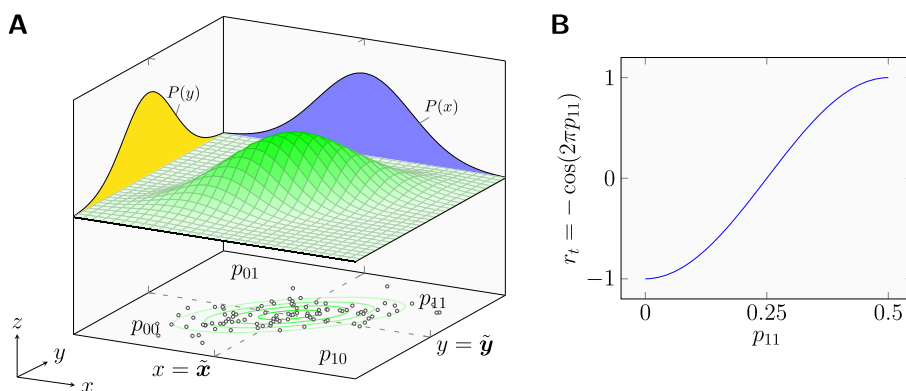 A
P(y)
P(x)
p₀₁
p₁₁
p₀₀
p₁₀
x = x̃
y = ỹ
z
y
x
B
r_t = − cos(2πp₁₁)
1
0
−1
0
0.25
0.5
p₁₁